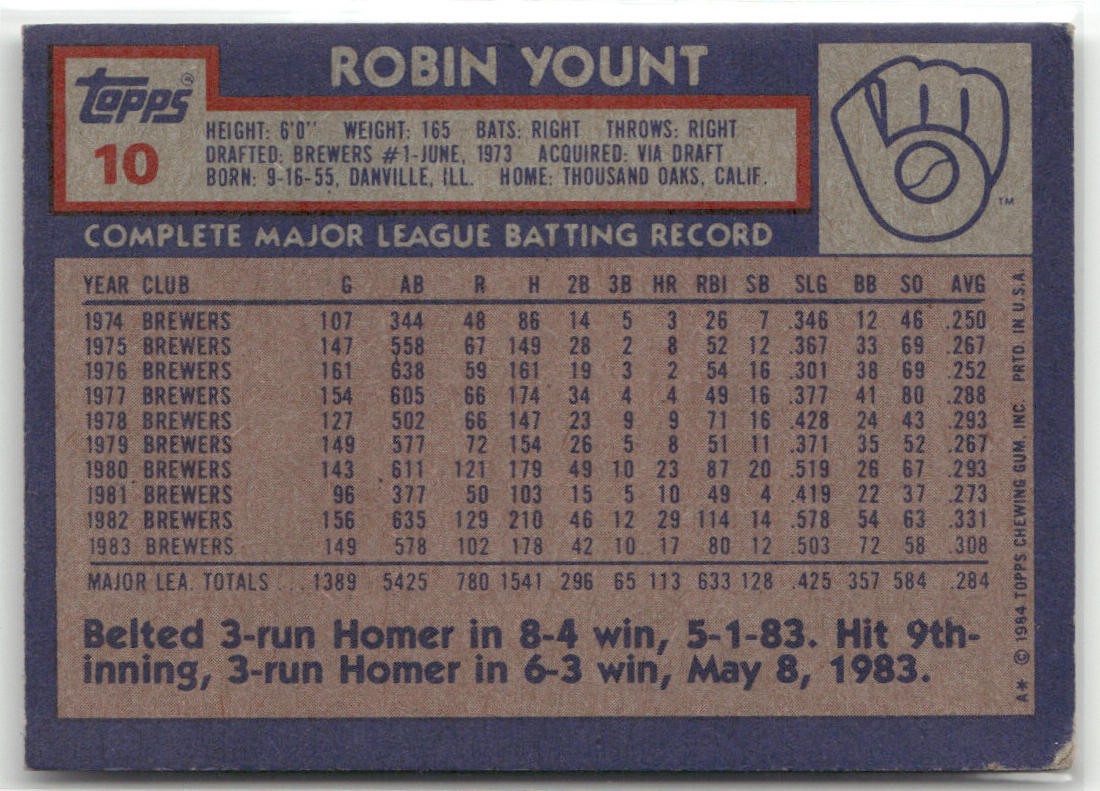 ROBIN YOUNT
Topps®
10
HEIGHT: 6'0" WEIGHT: 165 BATS: RIGHT THROWS: RIGHT
DRAFTED: BREWERS #1-JUNE, 1973 ACQUIRED: VIA DRAFT
BORN: 9-16-55, DANVILLE, ILL. HOME: THOUSAND OAKS, CALIF.
TM
COMPLETE MAJOR LEAGUE BATTING RECORD
YEAR CLUB G AB R H 2B 3B HR RBI SB SLG BB SO AVG
1974 BREWERS 107 344 48 86 14 5 3 26 7 .346 12 46 .250
1975 BREWERS 147 558 67 149 28 2 8 52 12 .367 33 69 .267
1976 BREWERS 161 638 59 161 19 3 2 54 16 .301 38 69 .252
1977 BREWERS 154 605 66 174 34 4 4 49 16 .377 41 80 .288
1978 BREWERS 127 502 66 147 23 9 9 71 16 .428 24 43 .293
1979 BREWERS 149 577 72 154 26 5 8 51 11 .371 35 52 .267
1980 BREWERS 143 611 121 179 49 10 23 87 20 .519 26 67 .293
1981 BREWERS 96 377 50 103 15 5 10 49 4 .419 22 37 .273
1982 BREWERS 156 635 129 210 46 12 29 114 14 .578 54 63 .331
1983 BREWERS 149 578 102 178 42 10 17 80 12 .503 72 58 .308
MAJOR LEA. TOTALS ... 1389 5425 780 1541 296 65 113 633 128 .425 357 584 .284
Belted 3-run Homer in 8-4 win, 5-1-83. Hit 9th-
inning, 3-run Homer in 6-3 win, May 8, 1983.
A* © 1984 TOPPS CHEWING GUM, INC. PRTD. IN U.S.A.